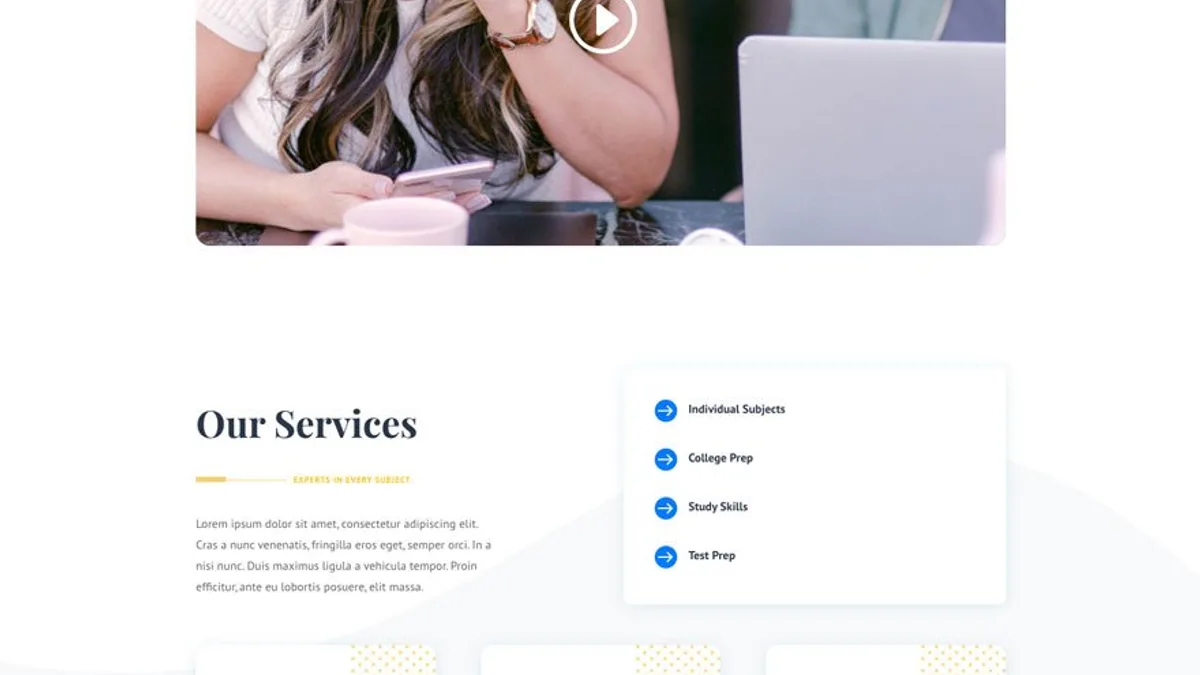 Our Services
EXPERTS IN EVERY SUBJECT
Lorem ipsum dolor sit amet, consectetur adipiscing elit.
Cras a nunc venenatis, fringilla eros eget, semper orci. In a
nisi nunc. Duis maximus ligula a vehicula tempor. Proin
efficitur, ante eu lobortis posuere, elit massa.
Individual Subjects
College Prep
Study Skills
Test Prep